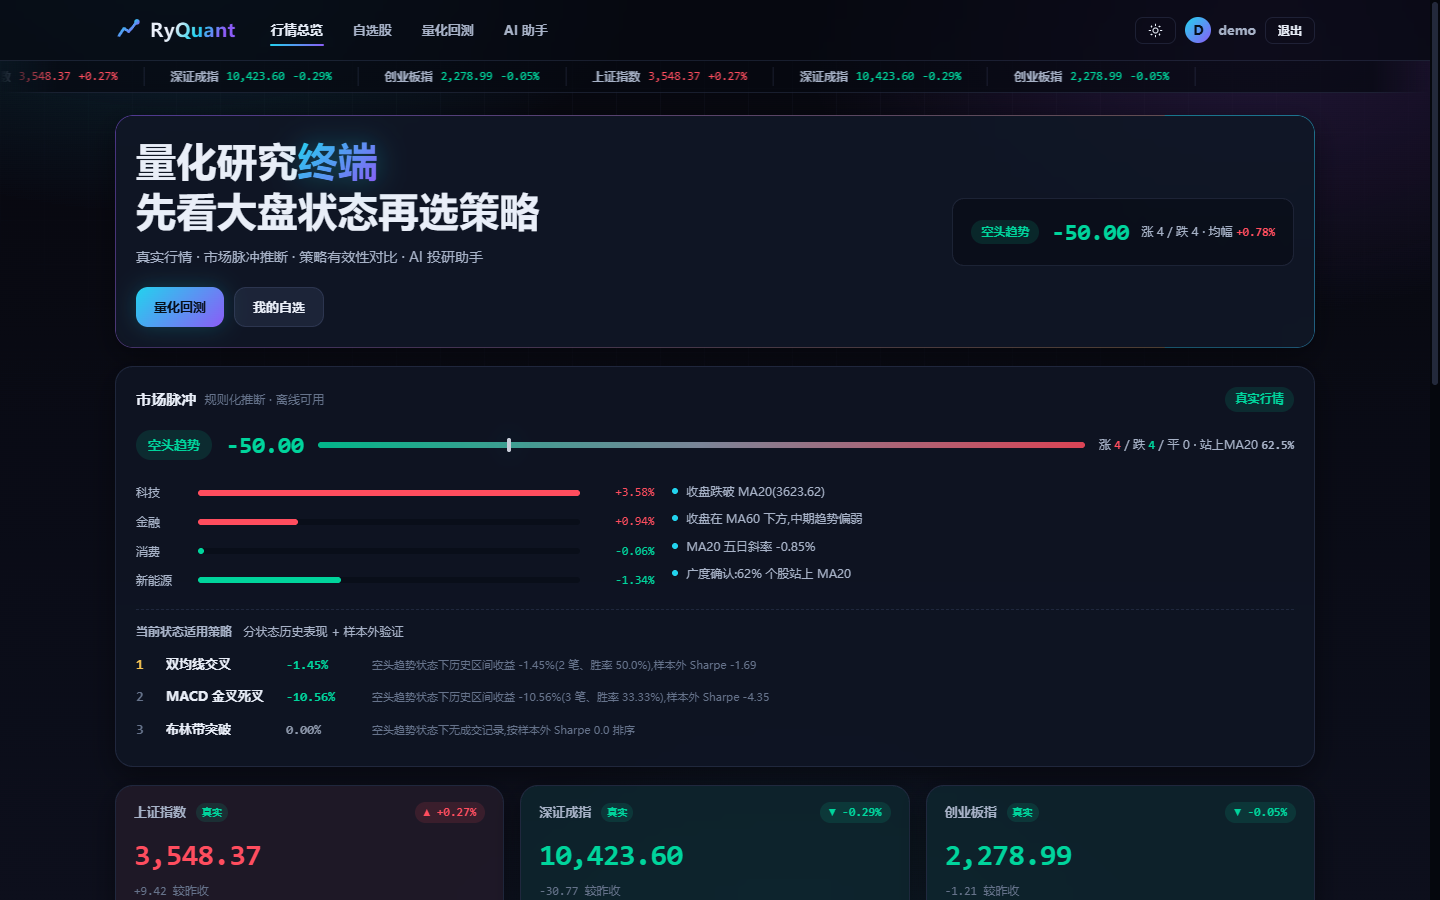 RyQuant 行情总览 自选股 量化回测 AI 助手 D demo 退出
3,548.37 +0.27% 深证成指 10,423.60 -0.29% 创业板指 2,278.99 -0.05% 上证指数 3,548.37 +0.27% 深证成指 10,423.60 -0.29% 创业板指 2,278.99 -0.05%
量化研究终端
先看大盘状态再选策略
真实行情 · 市场脉冲推断 · 策略有效性对比 · AI 投研助手
量化回测 我的自选
空头趋势 -50.00 涨 4 / 跌 4 · 均幅 +0.78%
市场脉冲 规则化推断 · 离线可用 真实行情
空头趋势 -50.00 涨 4 / 跌 4 / 平 0 · 站上MA20 62.5%
科技 +3.58%
金融 +0.94%
消费 -0.06%
新能源 -1.34%
收盘跌破 MA20(3623.62)
收盘在 MA60 下方,中期趋势偏弱
MA20 五日斜率 -0.85%
广度确认:62% 个股站上 MA20
当前状态适用策略 分状态历史表现 + 样本外验证
1 双均线交叉 -1.45% 空头趋势状态下历史区间收益 -1.45%(2 笔、胜率 50.0%),样本外 Sharpe -1.69
2 MACD 金叉死叉 -10.56% 空头趋势状态下历史区间收益 -10.56%(3 笔、胜率 33.33%),样本外 Sharpe -4.35
3 布林带突破 0.00% 空头趋势状态下无成交记录,按样本外 Sharpe 0.0 排序
上证指数 真实 ▲ +0.27%
3,548.37
+9.42 较昨收
深证成指 真实 ▼ -0.29%
10,423.60
-30.77 较昨收
创业板指 真实 ▼ -0.05%
2,278.99
-1.21 较昨收